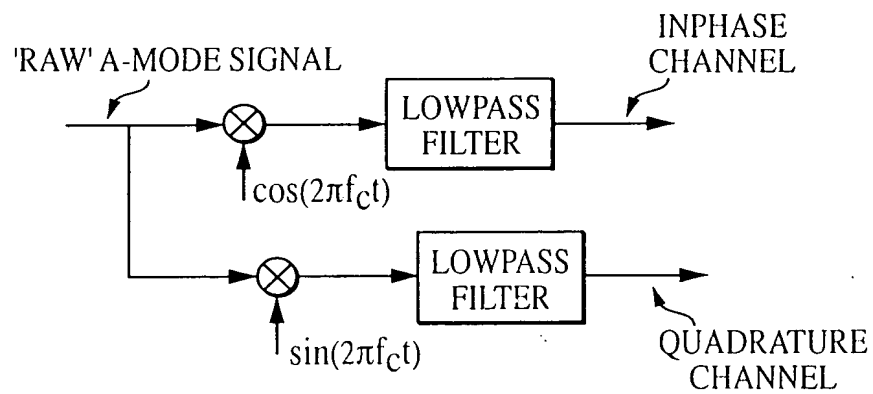 'RAW' A-MODE SIGNAL
INPHASE
CHANNEL
LOWPASS
FILTER
cos(2πfCt)
LOWPASS
FILTER
sin(2πfCt)
QUADRATURE
CHANNEL